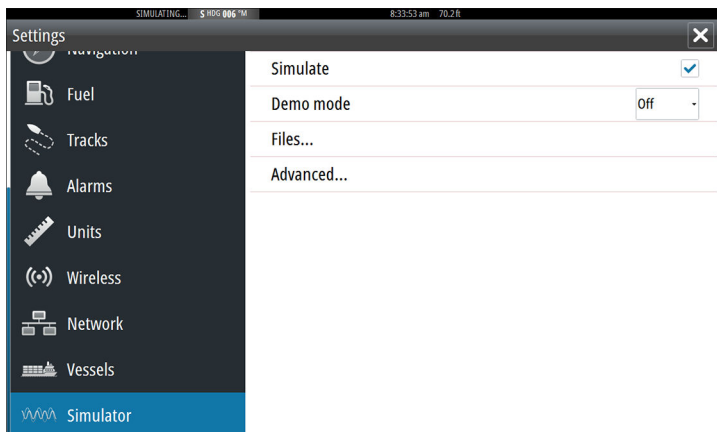 SIMULATING... S HDG 006 °M 8:33:53 am 70.2 ft
Settings
Navigation
Fuel
Tracks
Alarms
Units
Wireless
Network
Vessels
Simulator
Simulate
Demo mode Off
Files...
Advanced...